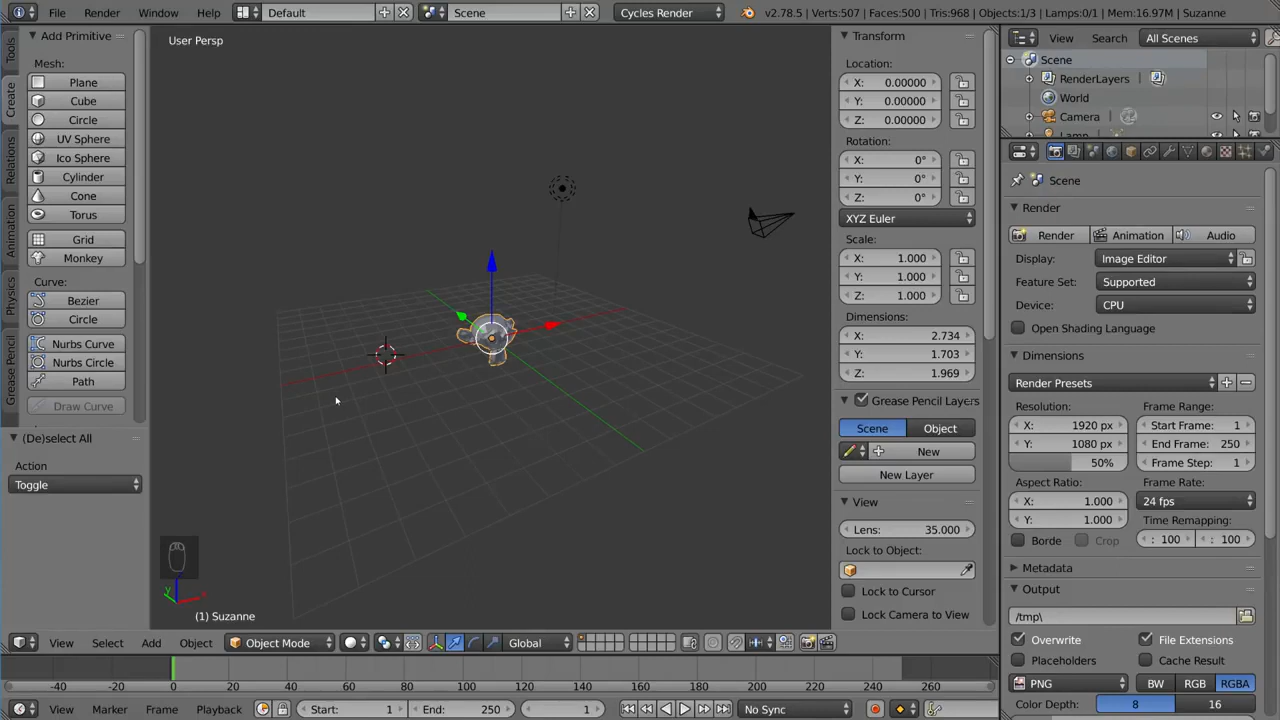 File Render Window Help Default Scene Cycles Render v2.78.5 | Verts:507 | Faces:500 | Tris:968 | Objects:1/3 | Lamps:0/1 | Mem:16.97M | Suzanne
Tools
Create
Relations
Animation
Physics
Grease Pencil
Add Primitive
Mesh:
Plane
Cube
Circle
UV Sphere
Ico Sphere
Cylinder
Cone
Torus
Grid
Monkey
Curve:
Bezier
Circle
Nurbs Curve
Nurbs Circle
Path
Draw Curve
(De)select All
Action
Toggle
User Persp
(1) Suzanne
Transform
Location:
X: 0.00000
Y: 0.00000
Z: 0.00000
Rotation:
X: 0°
Y: 0°
Z: 0°
XYZ Euler
Scale:
X: 1.000
Y: 1.000
Z: 1.000
Dimensions:
X: 2.734
Y: 1.703
Z: 1.969
Grease Pencil Layers
Scene Object
New
New Layer
View
Lens: 35.000
Lock to Object:
Lock to Cursor
Lock Camera to View
View Search All Scenes
Scene
RenderLayers
World
Camera
Lamp
Scene
Render
Render Animation Audio
Display: Image Editor
Feature Set: Supported
Device: CPU
Open Shading Language
Dimensions
Render Presets
Resolution: Frame Range:
X: 1920 px Start Frame: 1
Y: 1080 px End Frame: 250
50% Frame Step: 1
Aspect Ratio: Frame Rate:
X: 1.000 24 fps
Y: 1.000 Time Remapping:
Borde Crop : 100 : 100
Metadata
Output
/tmp\
Overwrite File Extensions
Placeholders Cache Result
PNG BW RGB RGBA
Color Depth: 8 16
View Select Add Object Object Mode Global
-40 -20 0 20 40 60 80 100 120 140 160 180 200 220 240 260
View Marker Frame Playback Start: 1 End: 250 1 No Sync